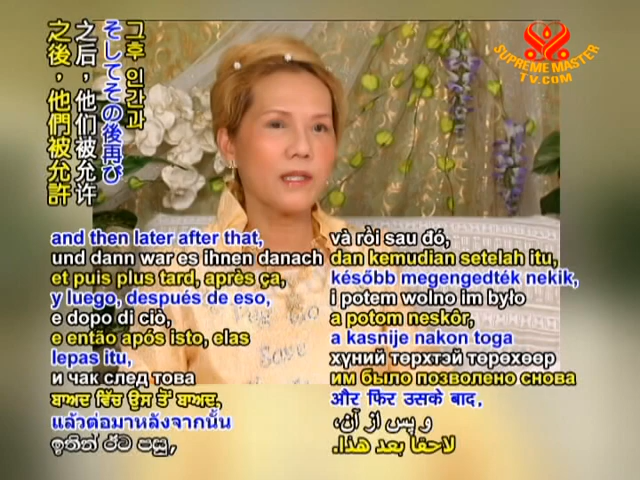 SUPREME MASTER
TV.COM
그후 인간과
そしてその後再び
之后，他们被允许
之後，他們被允許
and then later after that,
und dann war es ihnen danach
et puis plus tard, après ça,
y luego, después de eso,
e dopo di ciò,
e então após isto, elas
lepas itu,
и чак след това
ਬਾਅਦ ਵਿੱਚ ਉਸ ਤੋਂ ਬਾਅਦ,
แล้วต่อมาหลังจากนั้น
và rồi sau đó,
dan kemudian setelah itu,
később megengedték nekik,
i potem wolno im było
a potom neskôr,
a kasnije nakon toga
хүний төрхтэй төрөхөөр
им было позволено снова
और फिर उसके बाद,
و پس از آن،
لاحقا بعد هذا.